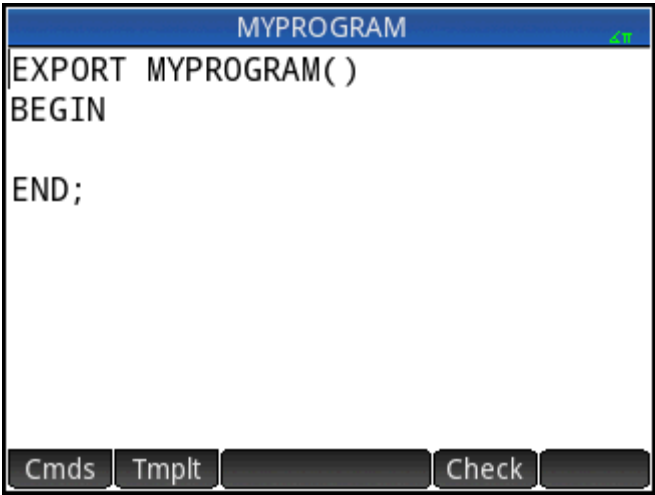 MYPROGRAM
∡π
EXPORT MYPROGRAM()
BEGIN
END;
Cmds Tmplt Check